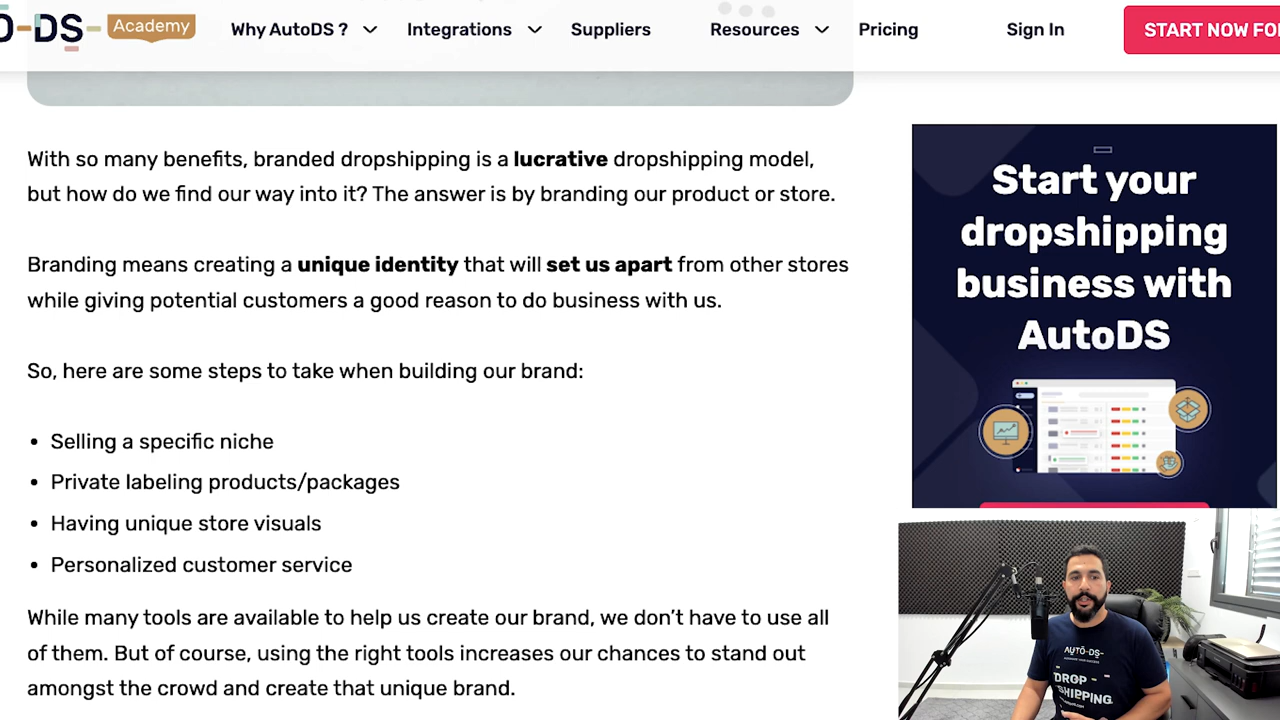 DS
Academy
Why AutoDS ?
Integrations
Suppliers
Resources
Pricing
Sign In
START NOW
With so many benefits, branded dropshipping is a lucrative dropshipping model,
but how do we find our way into it? The answer is by branding our product or store.
Branding means creating a unique identity that will set us apart from other stores
while giving potential customers a good reason to do business with us.
So, here are some steps to take when building our brand:
• Selling a specific niche
• Private labeling products/packages
• Having unique store visuals
• Personalized customer service
While many tools are available to help us create our brand, we don’t have to use all
of them. But of course, using the right tools increases our chances to stand out
amongst the crowd and create that unique brand.
Start your
dropshipping
business with
AutoDS
AUTO-DS
DROP
SHIPPING